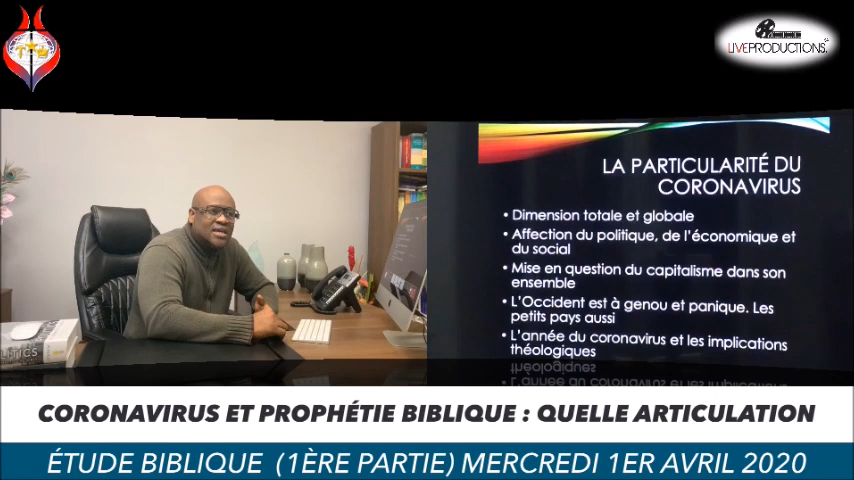 LIVEPRODUCTIONS
LA PARTICULARITÉ DU
CORONAVIRUS
• Dimension totale et globale
• Affection du politique, de l'économique et
du social
• Mise en question du capitalisme dans son
ensemble
• L'Occident est à genou et panique. Les
petits pays aussi
• L'année du coronavirus et les implications
théologiques
CORONAVIRUS ET PROPHÉTIE BIBLIQUE : QUELLE ARTICULATION
ÉTUDE BIBLIQUE (1ÈRE PARTIE) MERCREDI 1ER AVRIL 2020